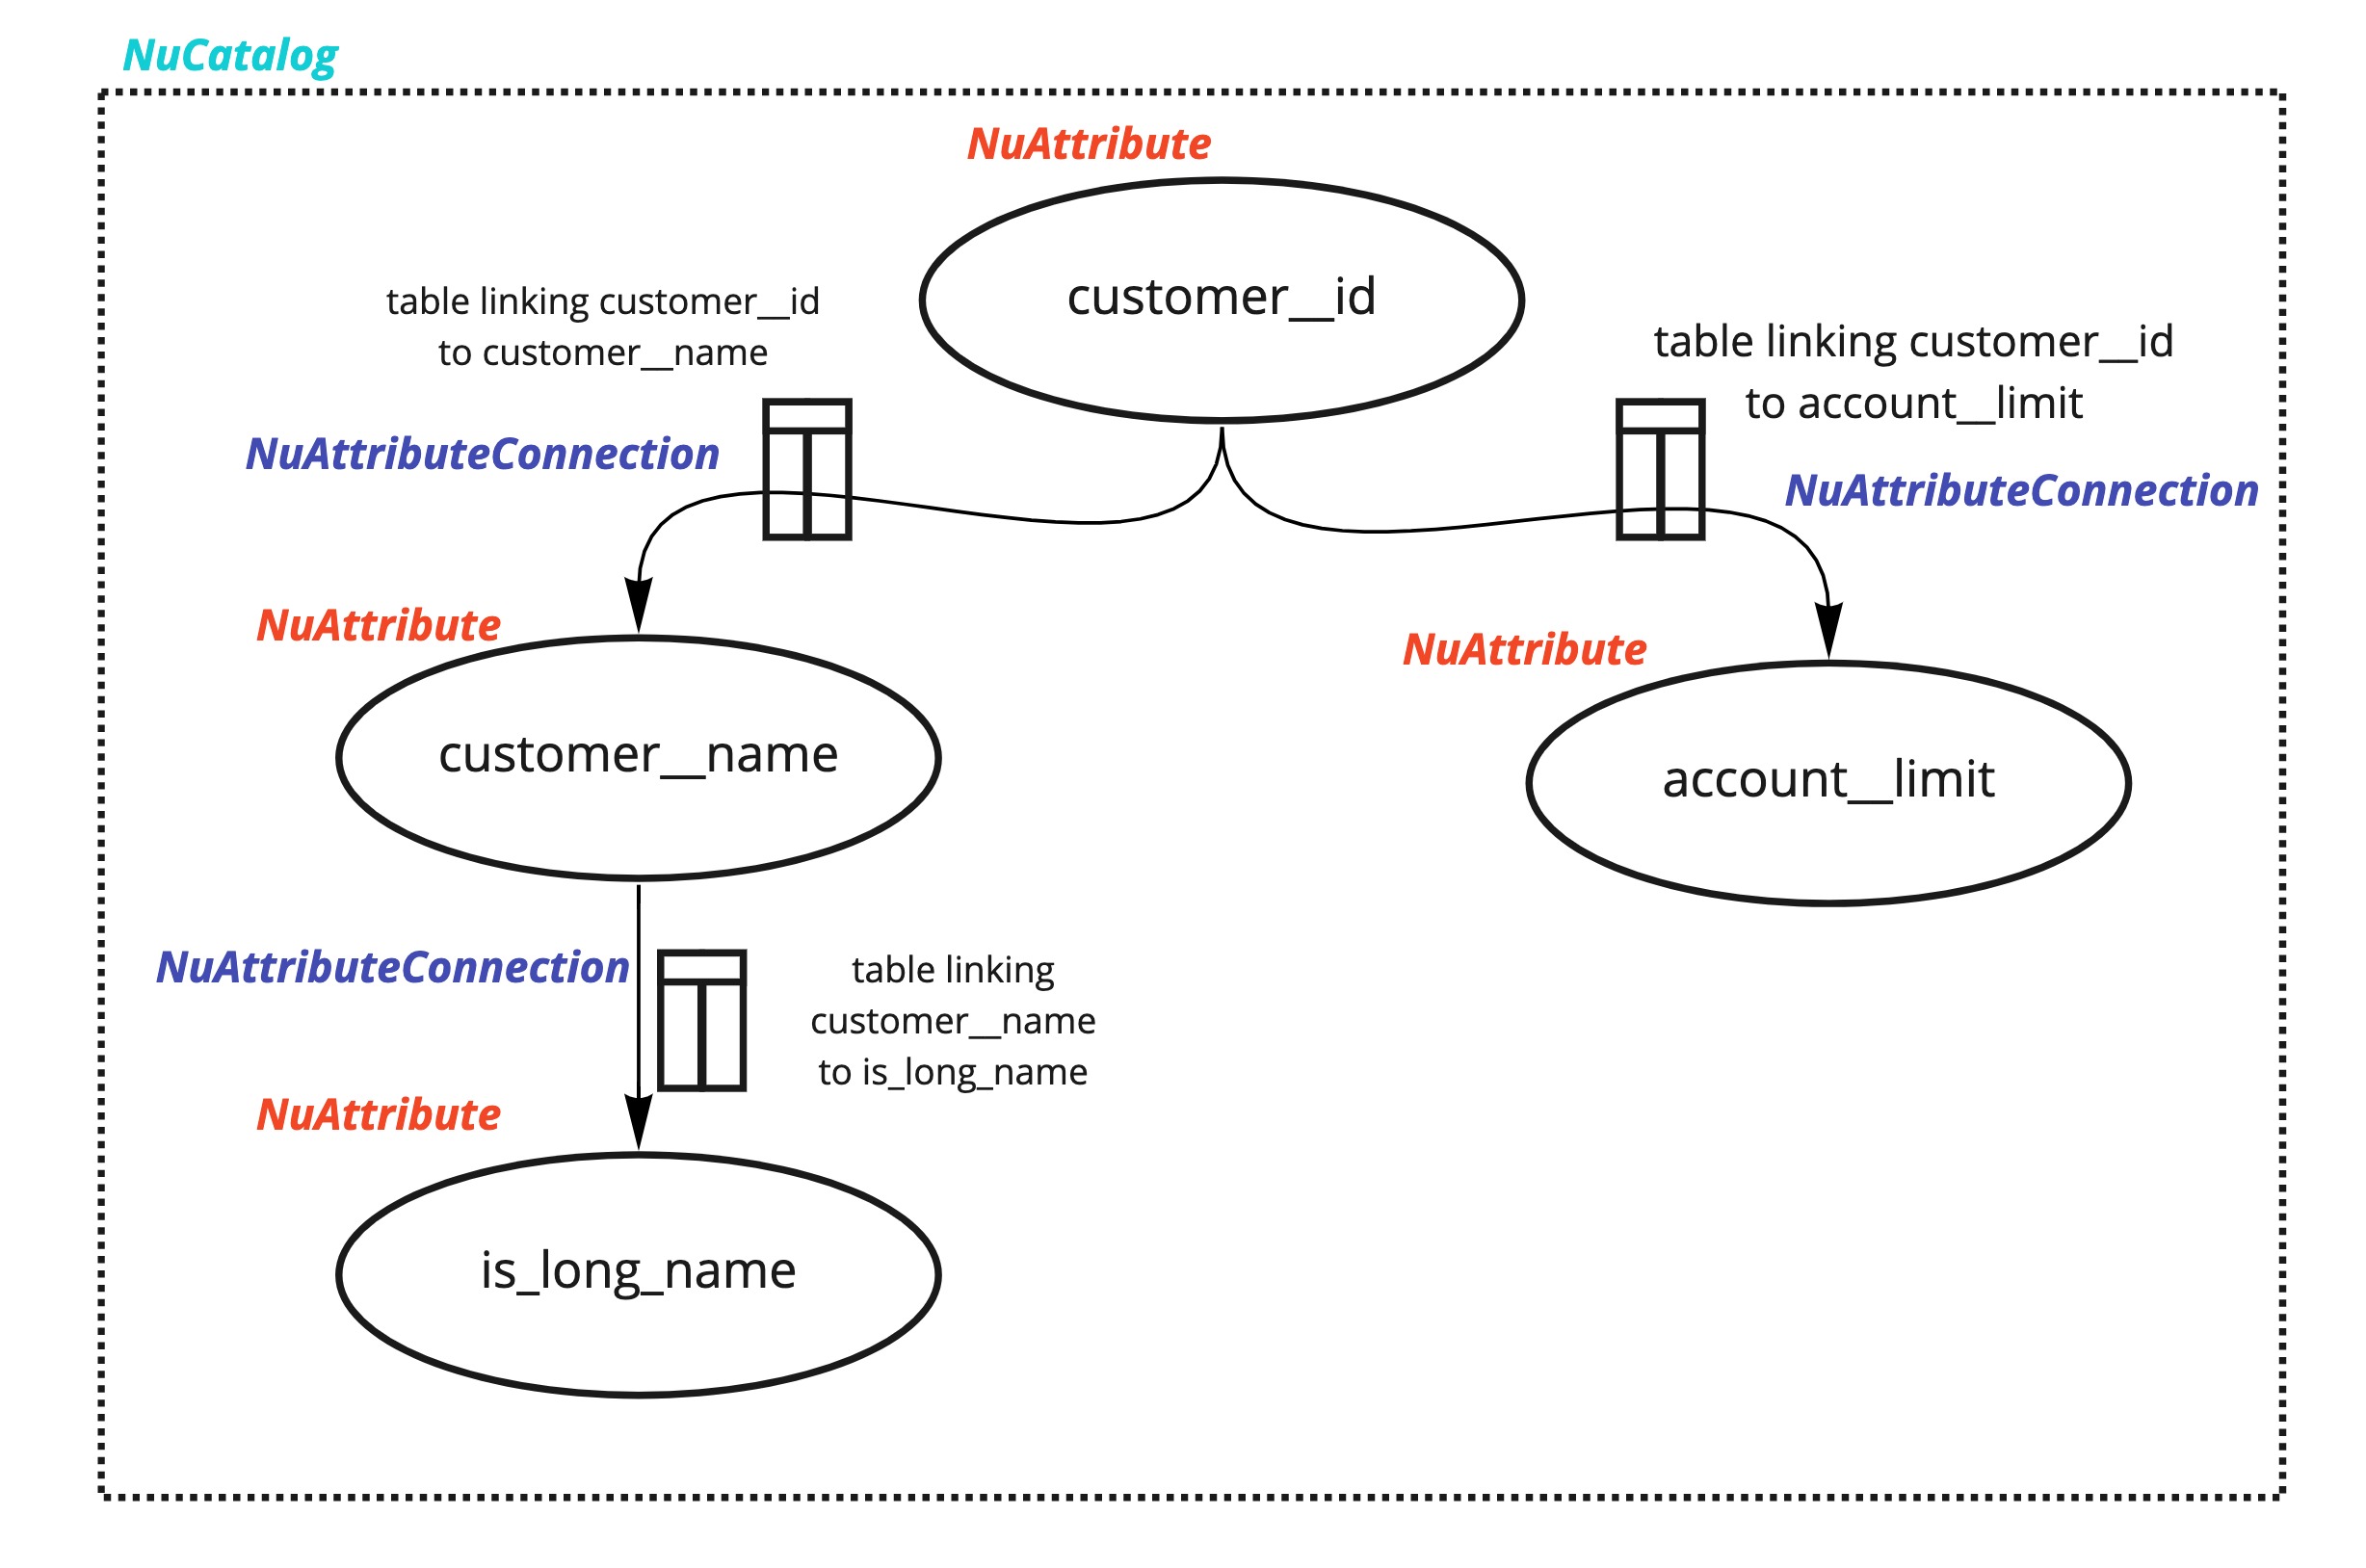 NuCatalog
NuAttribute
customer__id
table linking customer__id
to customer__name
table linking customer__id
to account__limit
NuAttributeConnection
NuAttributeConnection
NuAttribute
customer__name
NuAttribute
account__limit
NuAttributeConnection
table linking
customer__name
to is_long_name
NuAttribute
is_long_name